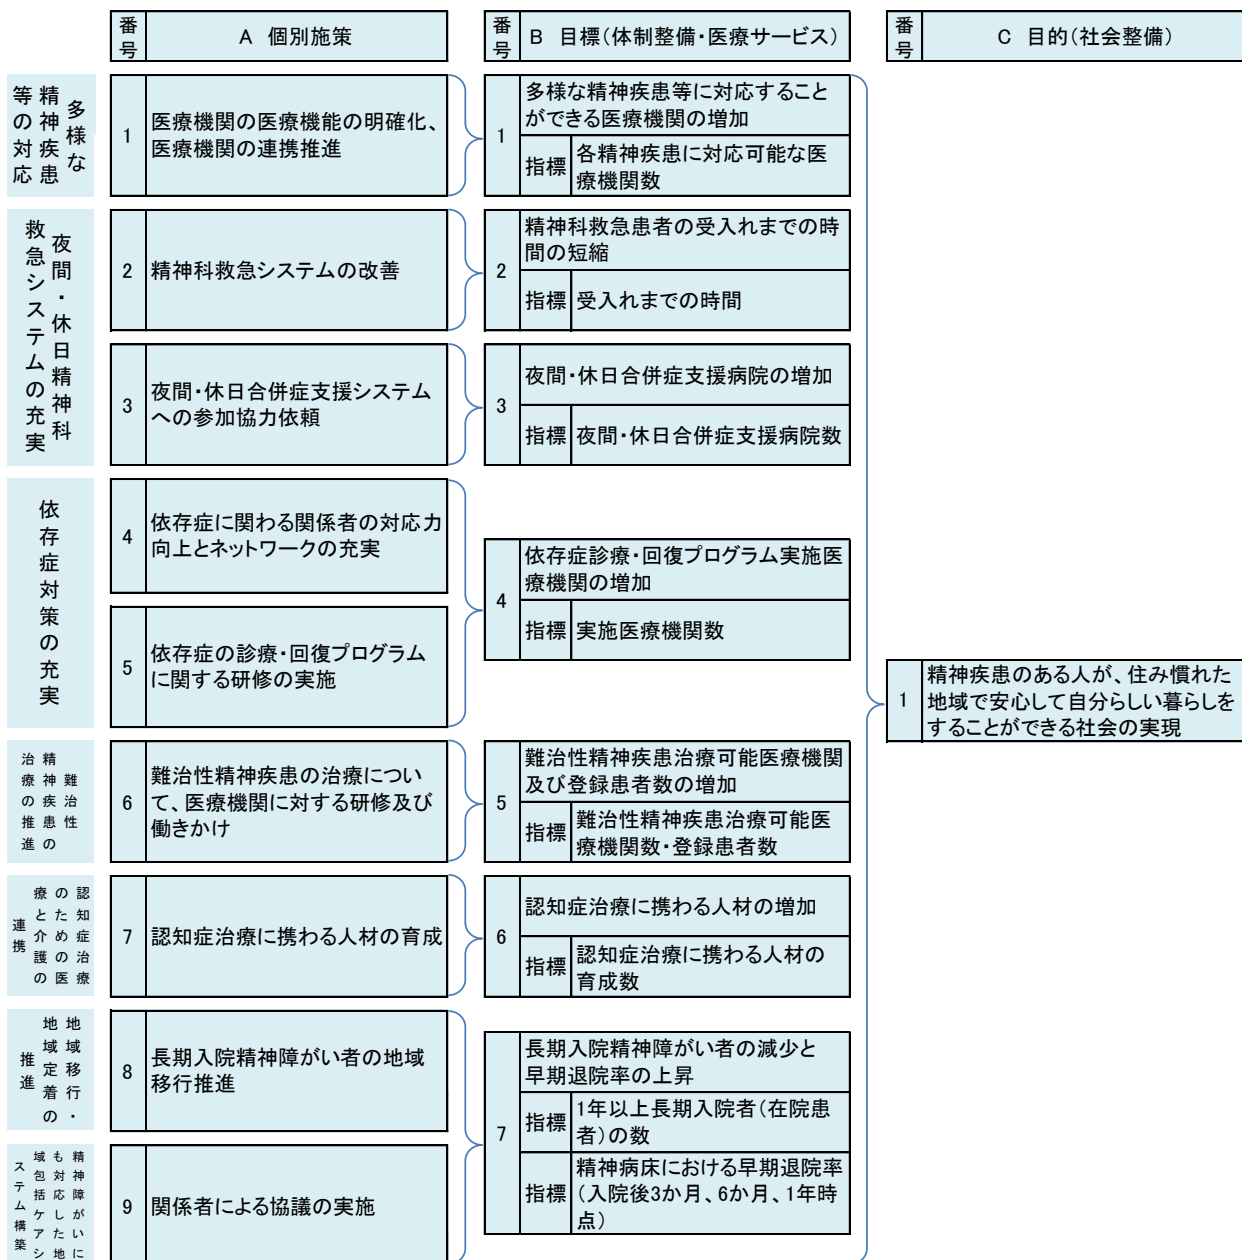 番号
A 個別施策
番号
B 目標(体制整備・医療サービス)
番号
C 目的(社会整備)
多様な
精神疾患
等の対応
1
医療機関の医療機能の明確化、
医療機関の連携推進
1
多様な精神疾患等に対応すること
ができる医療機関の増加
指標
各精神疾患に対応可能な医
療機関数
夜間・休日精神科
救急システムの充実
2
精神科救急システムの改善
2
精神科救急患者の受入れまでの時
間の短縮
指標
受入れまでの時間
3
夜間・休日合併症支援システム
への参加協力依頼
3
夜間・休日合併症支援病院の増加
指標
夜間・休日合併症支援病院数
依存症対策の充実
4
依存症に関わる関係者の対応力
向上とネットワークの充実
5
依存症の診療・回復プログラム
に関する研修の実施
4
依存症診療・回復プログラム実施医
療機関の増加
指標
実施医療機関数
1
精神疾患のある人が、住み慣れた
地域で安心して自分らしい暮らしを
することができる社会の実現
難治性
精神疾患の
治療の推進
6
難治性精神疾患の治療につい
て、医療機関に対する研修及び
働きかけ
5
難治性精神疾患治療可能医療機関
及び登録患者数の増加
指標
難治性精神疾患治療可能医
療機関数・登録患者数
認知症治療
のための医
療と介護の
連携
7
認知症治療に携わる人材の育成
6
認知症治療に携わる人材の増加
指標
認知症治療に携わる人材の
育成数
地域移行・
地域定着の
推進
8
長期入院精神障がい者の地域
移行推進
精神障がいに
も対応した地
域包括ケアシ
ステム構築
9
関係者による協議の実施
7
長期入院精神障がい者の減少と
早期退院率の上昇
指標
1年以上長期入院者(在院患
者)の数
指標
精神病床における早期退院率
(入院後3か月、6か月、1年時
点)